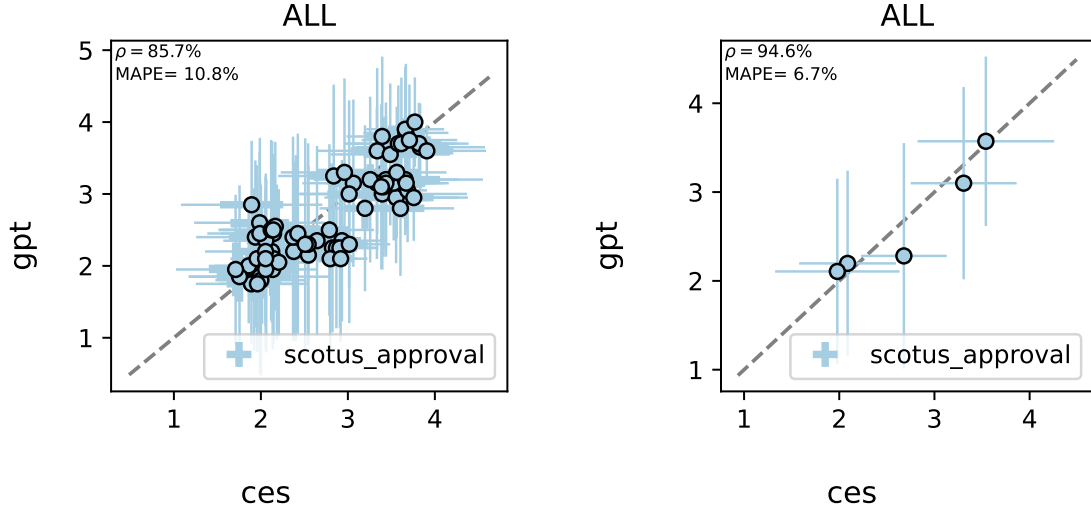 ALL
ρ = 85.7%
MAPE= 10.8%
5
4
3
2
1
gpt
scotus_approval
1 2 3 4
ces
ALL
ρ = 94.6%
MAPE= 6.7%
4
3
2
1
gpt
scotus_approval
1 2 3 4
ces